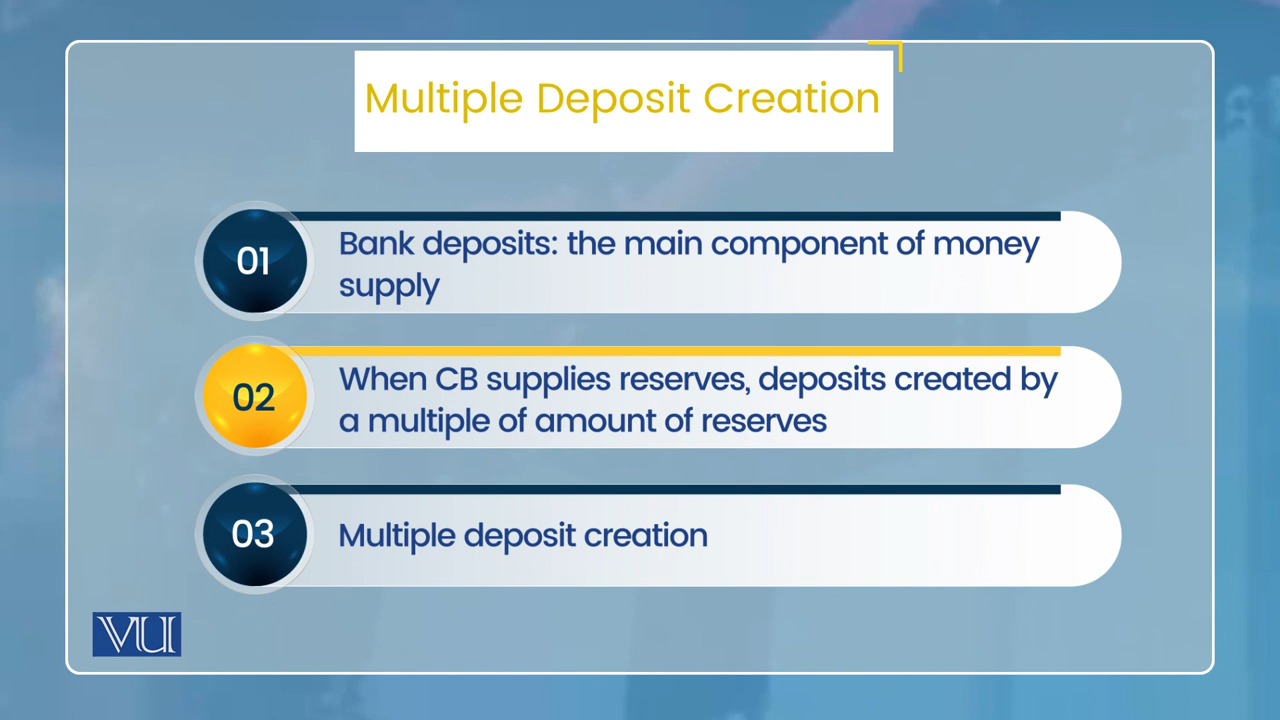 Multiple Deposit Creation
01
Bank deposits: the main component of money
supply
02
When CB supplies reserves, deposits created by
a multiple of amount of reserves
03
Multiple deposit creation
VU